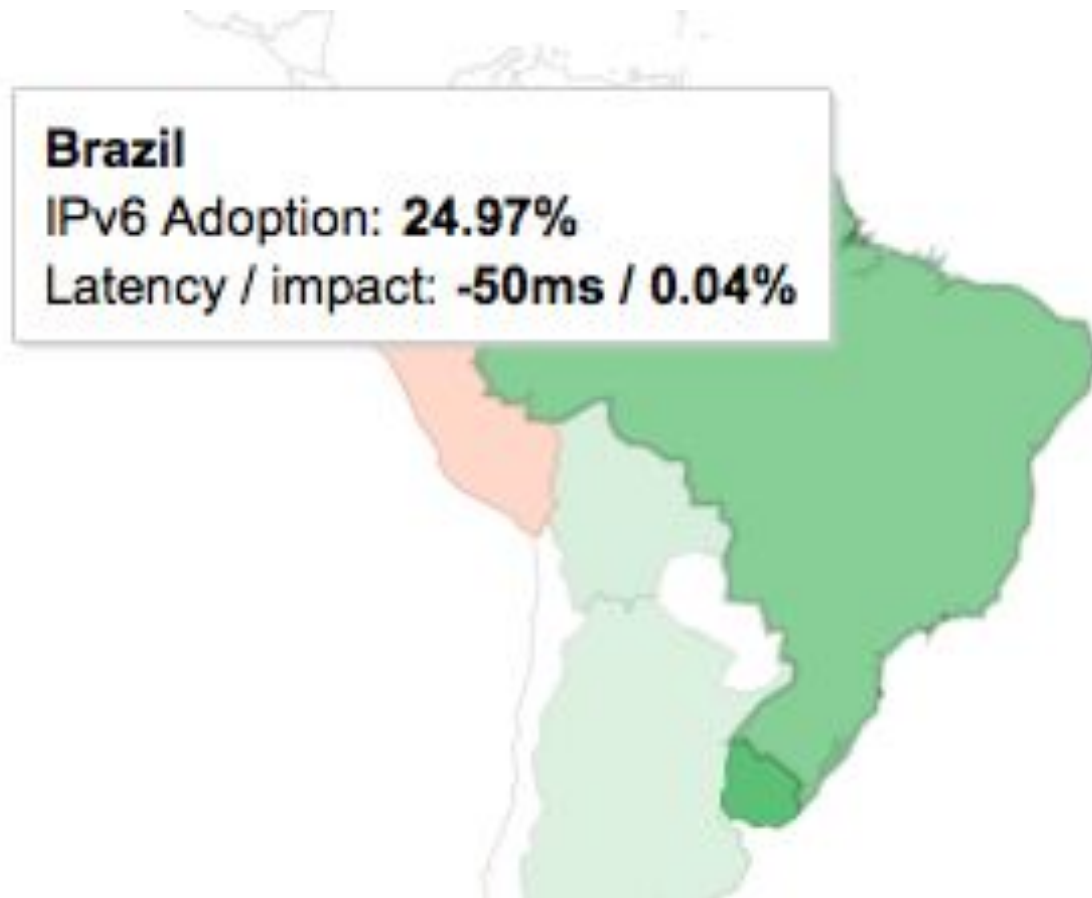 Brazil
IPv6 Adoption: 24.97%
Latency / impact: -50ms / 0.04%